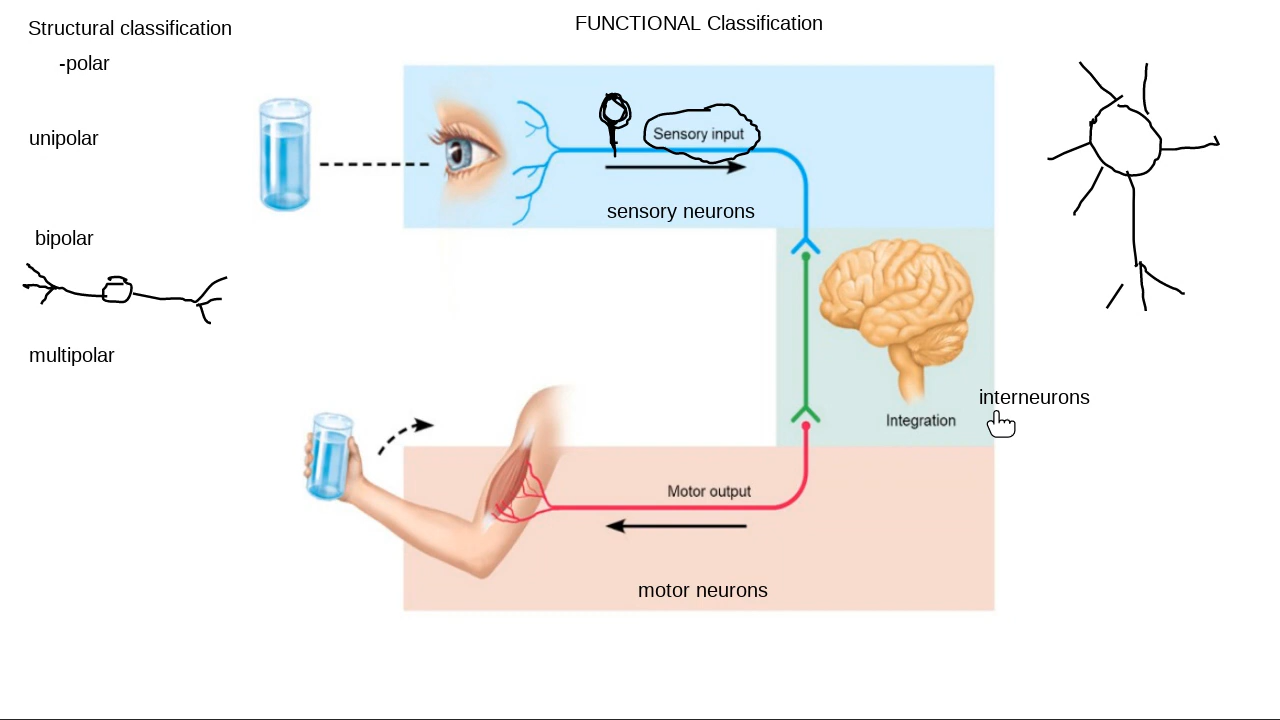 Structural classification
-polar
unipolar
bipolar
multipolar
FUNCTIONAL Classification
Sensory input
sensory neurons
Integration
interneurons
Motor output
motor neurons